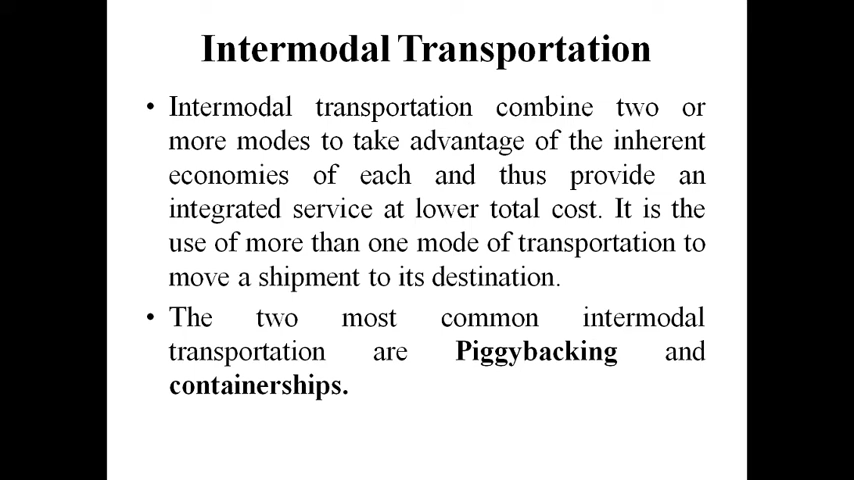 Intermodal Transportation
• Intermodal transportation combine two or
more modes to take advantage of the inherent
economies of each and thus provide an
integrated service at lower total cost. It is the
use of more than one mode of transportation to
move a shipment to its destination.
• The two most common intermodal
transportation are Piggybacking and
containerships.